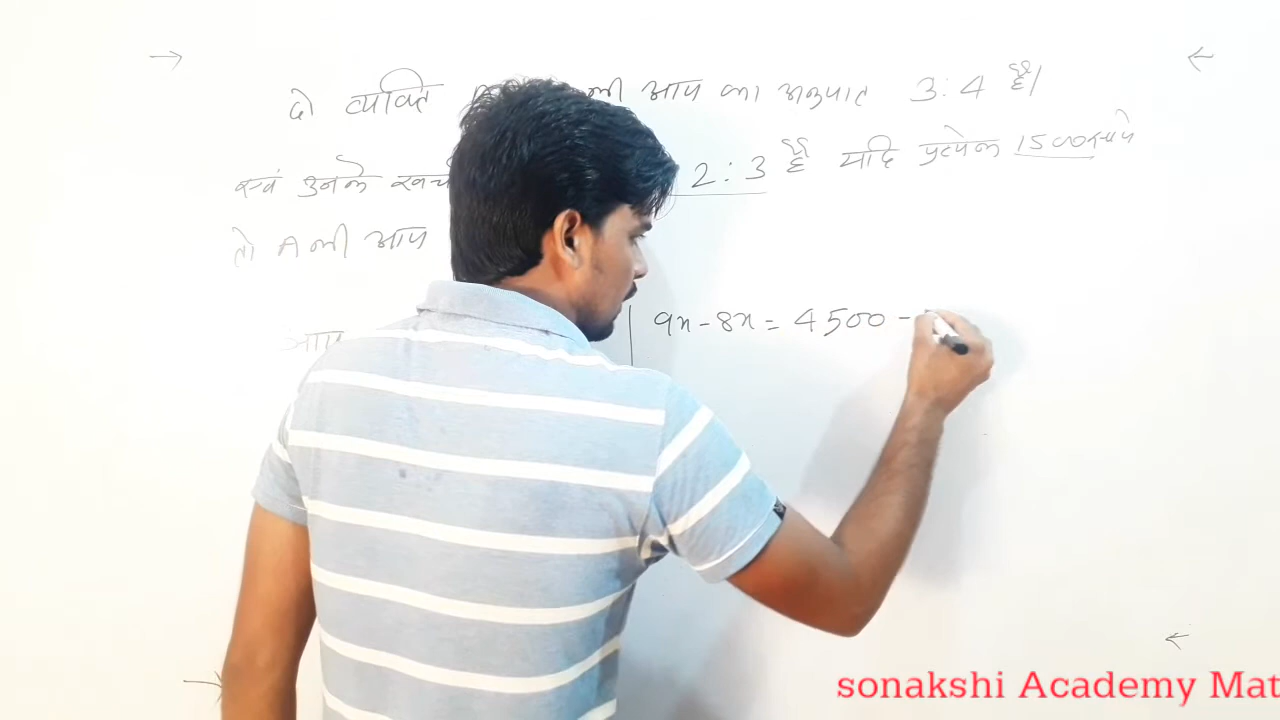 दो व्यक्ति की आय का अनुपात 3:4 है।
एवं उनके खर्च 2:3 है यदि प्रत्येक 1500रुपये
तो A की आय
आय
9x - 8x = 4500 -
sonakshi Academy Mat